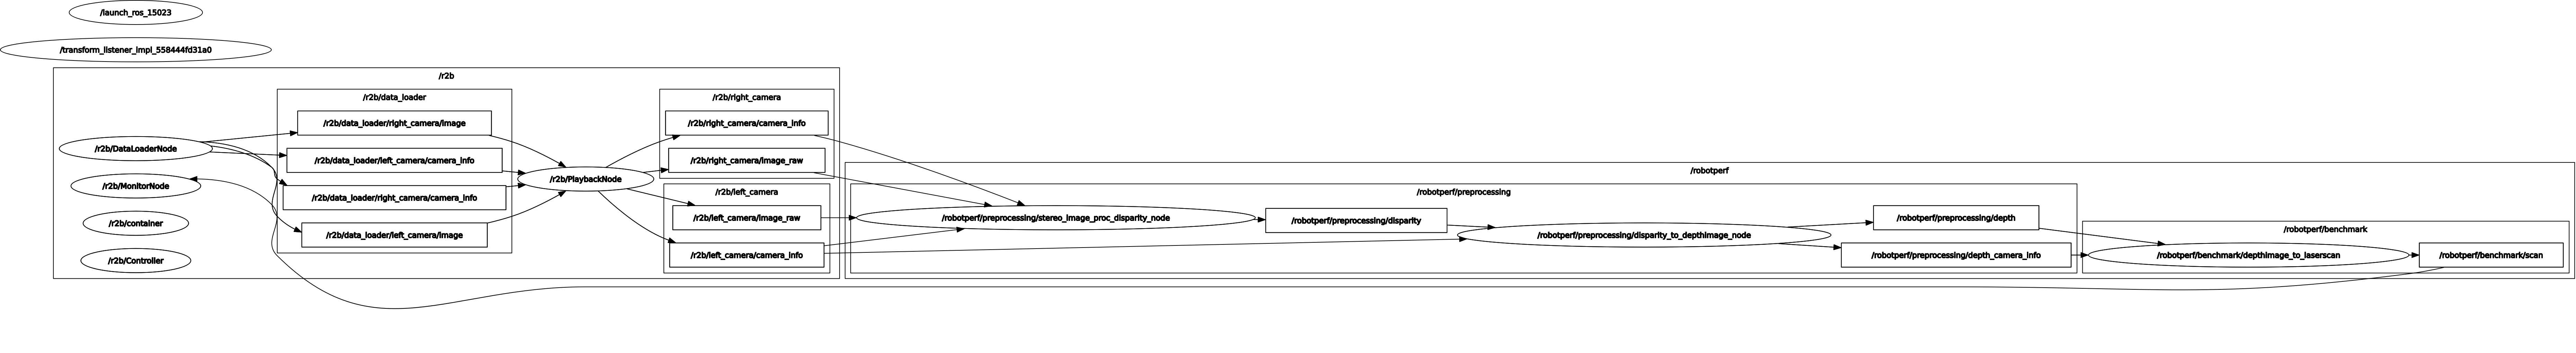 /launch_ros_15023
/transform_listener_impl_558444fd31a0
/r2b
/r2b/DataLoaderNode
/r2b/MonitorNode
/r2b/container
/r2b/Controller
/r2b/data_loader
/r2b/data_loader/right_camera/image
/r2b/data_loader/left_camera/camera_info
/r2b/data_loader/right_camera/camera_info
/r2b/data_loader/left_camera/image
/r2b/PlaybackNode
/r2b/right_camera
/r2b/right_camera/camera_info
/r2b/right_camera/image_raw
/r2b/left_camera
/r2b/left_camera/image_raw
/r2b/left_camera/camera_info
/robotperf
/robotperf/preprocessing
/robotperf/preprocessing/stereo_image_proc_disparity_node
/robotperf/preprocessing/disparity
/robotperf/preprocessing/disparity_to_depthimage_node
/robotperf/preprocessing/depth
/robotperf/preprocessing/depth_camera_info
/robotperf/benchmark
/robotperf/benchmark/depthimage_to_laserscan
/robotperf/benchmark/scan